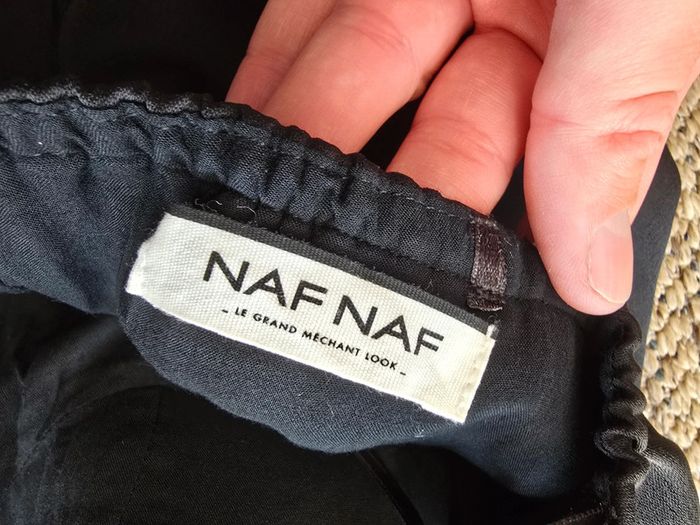 NAF NAF
_ LE GRAND MÉCHANT LOOK _